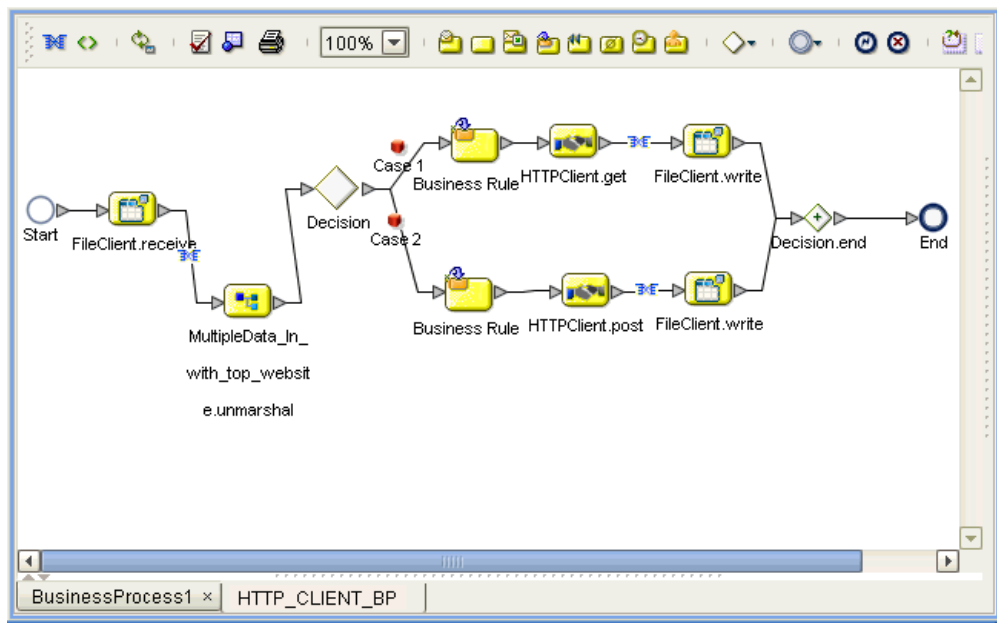 100%
Case 1
Business Rule
HTTPClient.get
FileClient.write
Start
FileClient.receive
Decision
Case 2
Decision.end
End
Business Rule
HTTPClient.post
FileClient.write
MultipleData_In_
with_top_websit
e.unmarshal
BusinessProcess1 ×
HTTP_CLIENT_BP